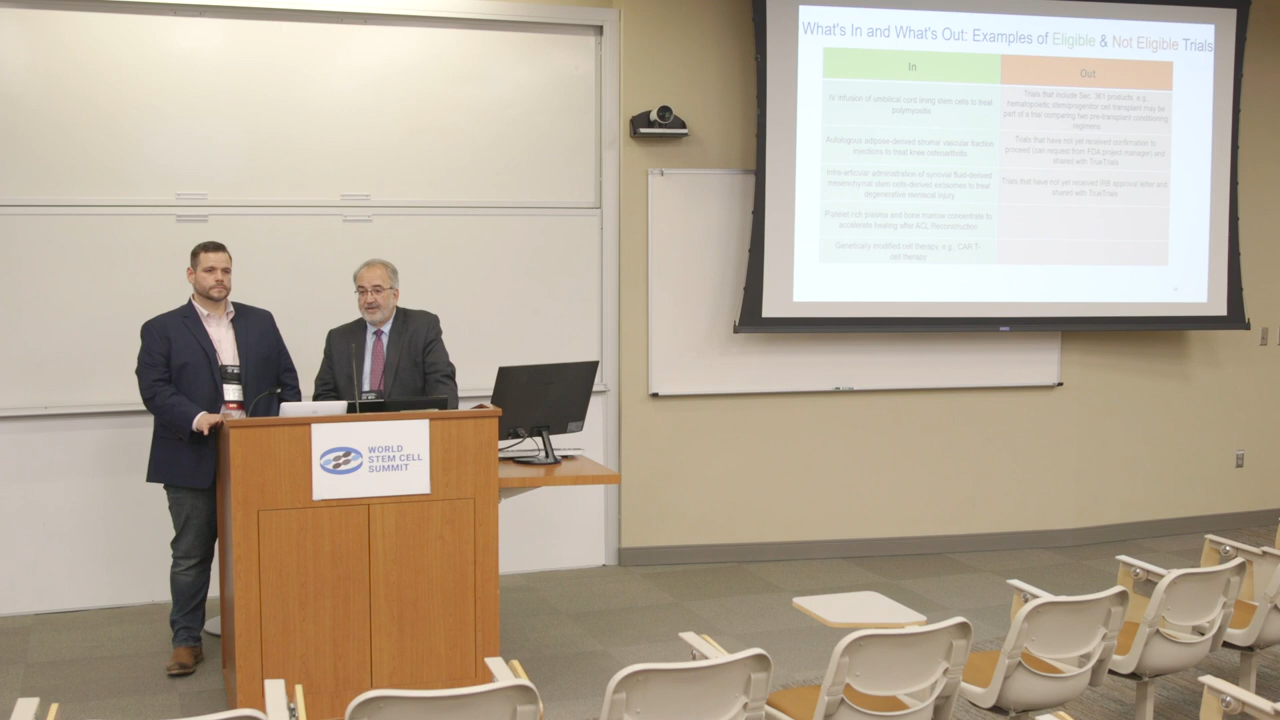 What's In and What's Out: Examples of Eligible & Not Eligible Trials
In
Out
IV infusion of umbilical cord lining stem cells to treat
polymyositis
Trials that include Sec. 361 products, e.g.
hematopoietic stem/progenitor cell transplant may be
part of a trial comparing two pre-transplant conditioning
regimens
Autologous adipose-derived stromal vascular fraction
injections to treat knee osteoarthritis
Trials that have not yet received confirmation to
proceed (can request from FDA project manager) and
shared with TrueTrials
Intra-articular administration of synovial fluid-derived
mesenchymal stem cells-derived exosomes to treat
degenerative meniscal injury
Trials that have not yet received IRB approval letter and
shared with TrueTrials
Platelet rich plasma and bone marrow concentrate to
accelerate healing after ACL Reconstruction
Genetically modified cell therapy, e.g., CAR T-
cell therapy
WORLD
STEM CELL
SUMMIT